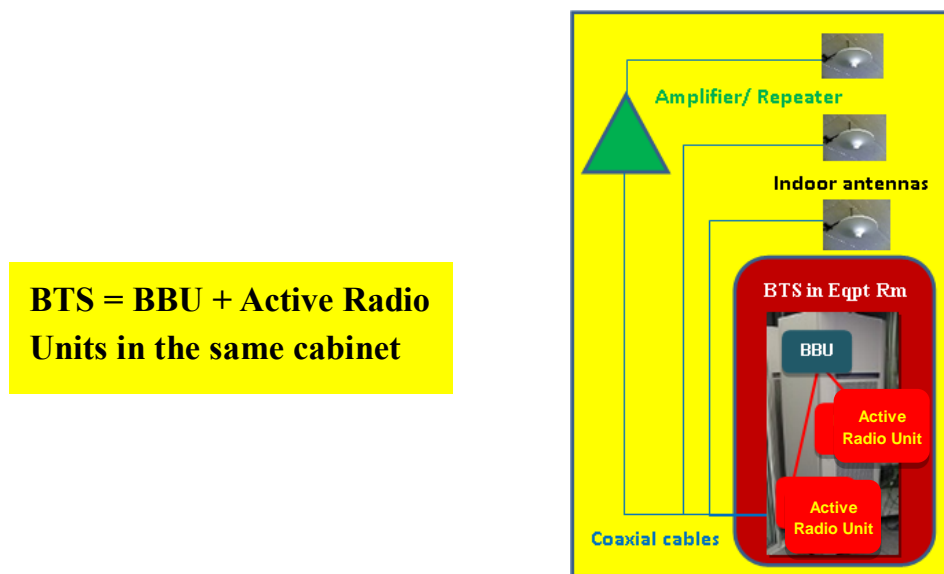 BTS = BBU + Active Radio
Units in the same cabinet
Amplifier/ Repeater
Indoor antennas
BTS in Eqpt Rm
BBU
Active
Radio Unit
Active
Radio Unit
Coaxial cables